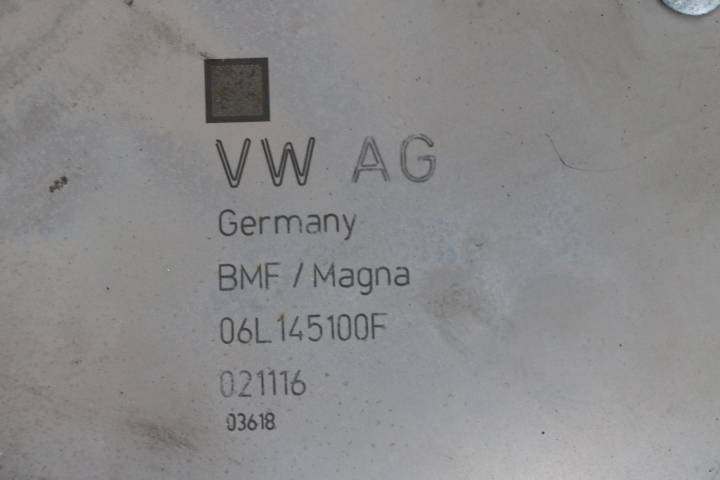 VW AG
Germany
BMF / Magna
06L145100F
021116
03618